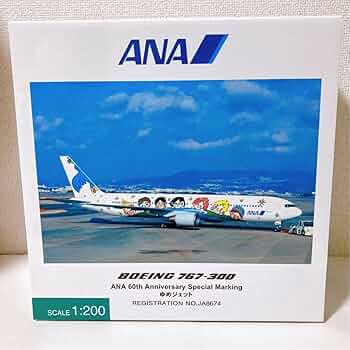 ANA
ANA
BOEING 767-300
ANA 60th Anniversary Special Marking
ゆめジェット
REGISTRATION NO.JA8674
SCALE 1:200